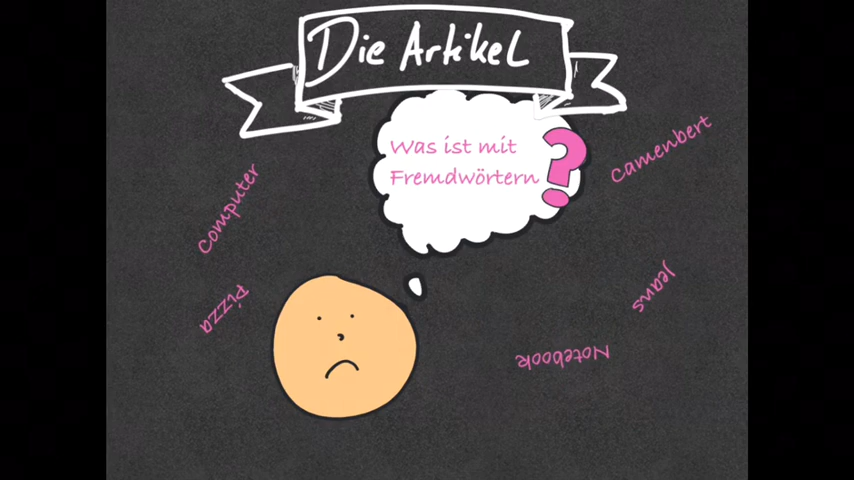 Die Artikel
Was ist mit
Fremdwörtern
?
Camenbert
Computer
Jeans
Pizza
Notebook